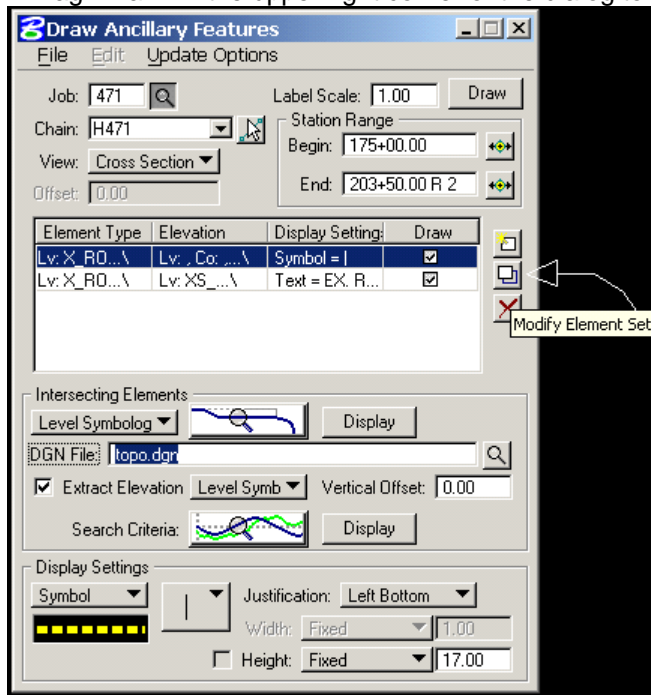 Draw Ancillary Features
File Edit Update Options
Job: 471 Label Scale: 1.00 Draw
Chain: H471 Station Range
Begin: 175+00.00
View: Cross Section
End: 203+50.00 R 2
Offset: 0.00
Element Type Elevation Display Setting: Draw
Lv: X_RO...\ Lv: , Co: ,...\ Symbol = |
Lv: X_RO...\ Lv: XS_...\ Text = EX. R...
Modify Element Set
Intersecting Elements
Level Symbolog Display
DGN File: topo.dgn
Extract Elevation Level Symb Vertical Offset: 0.00
Search Criteria: Display
Display Settings
Symbol | Justification: Left Bottom
Width: Fixed 1.00
Height: Fixed 17.00